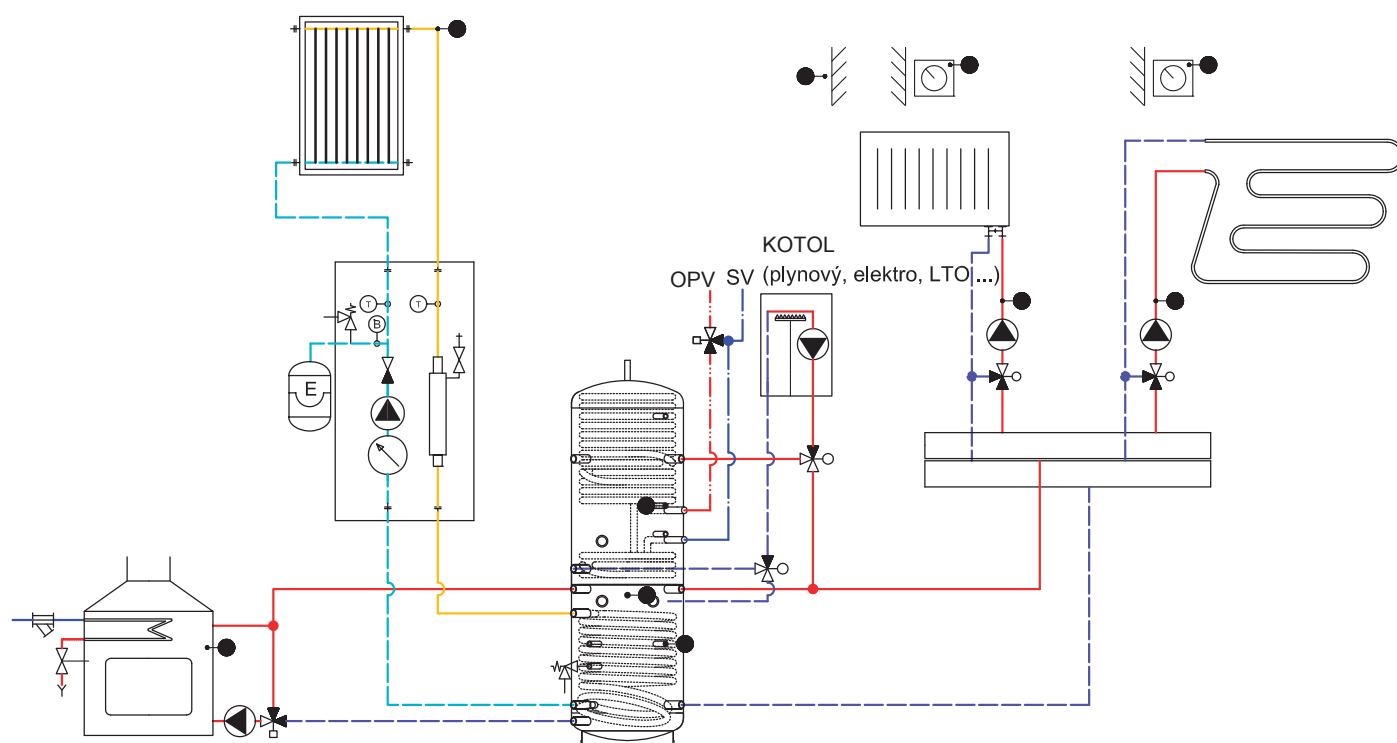 KOTOL
OPV SV (plynový, elektro, LTO ...)
T T
B
E